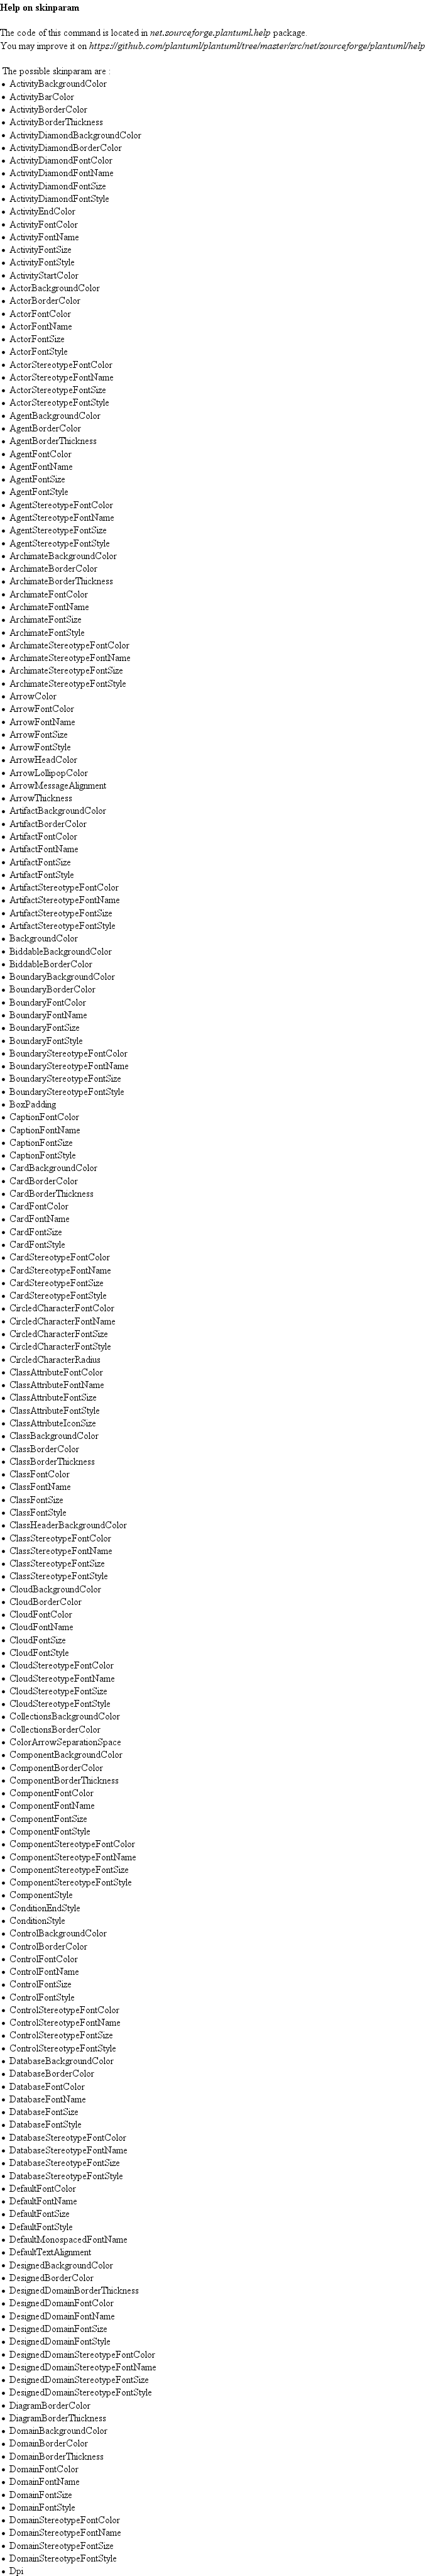 Help on skinparam
The code of this command is located in net.sourceforge.plantuml.help package.
You may improve it on https://github.com/plantuml/plantuml/tree/master/src/net/sourceforge/plantuml/help
The possible skinparam are :
• ActivityBackgroundColor
• ActivityBarColor
• ActivityBorderColor
• ActivityBorderThickness
• ActivityDiamondBackgroundColor
• ActivityDiamondBorderColor
• ActivityDiamondFontColor
• ActivityDiamondFontName
• ActivityDiamondFontSize
• ActivityDiamondFontStyle
• ActivityEndColor
• ActivityFontColor
• ActivityFontName
• ActivityFontSize
• ActivityFontStyle
• ActivityStartColor
• ActorBackgroundColor
• ActorBorderColor
• ActorFontColor
• ActorFontName
• ActorFontSize
• ActorFontStyle
• ActorStereotypeFontColor
• ActorStereotypeFontName
• ActorStereotypeFontSize
• ActorStereotypeFontStyle
• AgentBackgroundColor
• AgentBorderColor
• AgentBorderThickness
• AgentFontColor
• AgentFontName
• AgentFontSize
• AgentFontStyle
• AgentStereotypeFontColor
• AgentStereotypeFontName
• AgentStereotypeFontSize
• AgentStereotypeFontStyle
• ArchimateBackgroundColor
• ArchimateBorderColor
• ArchimateBorderThickness
• ArchimateFontColor
• ArchimateFontName
• ArchimateFontSize
• ArchimateFontStyle
• ArchimateStereotypeFontColor
• ArchimateStereotypeFontName
• ArchimateStereotypeFontSize
• ArchimateStereotypeFontStyle
• ArrowColor
• ArrowFontColor
• ArrowFontName
• ArrowFontSize
• ArrowFontStyle
• ArrowHeadColor
• ArrowLollipopColor
• ArrowMessageAlignment
• ArrowThickness
• ArtifactBackgroundColor
• ArtifactBorderColor
• ArtifactFontColor
• ArtifactFontName
• ArtifactFontSize
• ArtifactFontStyle
• ArtifactStereotypeFontColor
• ArtifactStereotypeFontName
• ArtifactStereotypeFontSize
• ArtifactStereotypeFontStyle
• BackgroundColor
• BiddableBackgroundColor
• BiddableBorderColor
• BoundaryBackgroundColor
• BoundaryBorderColor
• BoundaryFontColor
• BoundaryFontName
• BoundaryFontSize
• BoundaryFontStyle
• BoundaryStereotypeFontColor
• BoundaryStereotypeFontName
• BoundaryStereotypeFontSize
• BoundaryStereotypeFontStyle
• BoxPadding
• CaptionFontColor
• CaptionFontName
• CaptionFontSize
• CaptionFontStyle
• CardBackgroundColor
• CardBorderColor
• CardBorderThickness
• CardFontColor
• CardFontName
• CardFontSize
• CardFontStyle
• CardStereotypeFontColor
• CardStereotypeFontName
• CardStereotypeFontSize
• CardStereotypeFontStyle
• CircledCharacterFontColor
• CircledCharacterFontName
• CircledCharacterFontSize
• CircledCharacterFontStyle
• CircledCharacterRadius
• ClassAttributeFontColor
• ClassAttributeFontName
• ClassAttributeFontSize
• ClassAttributeFontStyle
• ClassAttributeIconSize
• ClassBackgroundColor
• ClassBorderColor
• ClassBorderThickness
• ClassFontColor
• ClassFontName
• ClassFontSize
• ClassFontStyle
• ClassHeaderBackgroundColor
• ClassStereotypeFontColor
• ClassStereotypeFontName
• ClassStereotypeFontSize
• ClassStereotypeFontStyle
• CloudBackgroundColor
• CloudBorderColor
• CloudFontColor
• CloudFontName
• CloudFontSize
• CloudFontStyle
• CloudStereotypeFontColor
• CloudStereotypeFontName
• CloudStereotypeFontSize
• CloudStereotypeFontStyle
• CollectionsBackgroundColor
• CollectionsBorderColor
• ColorArrowSeparationSpace
• ComponentBackgroundColor
• ComponentBorderColor
• ComponentBorderThickness
• ComponentFontColor
• ComponentFontName
• ComponentFontSize
• ComponentFontStyle
• ComponentStereotypeFontColor
• ComponentStereotypeFontName
• ComponentStereotypeFontSize
• ComponentStereotypeFontStyle
• ComponentStyle
• ConditionEndStyle
• ConditionStyle
• ControlBackgroundColor
• ControlBorderColor
• ControlFontColor
• ControlFontName
• ControlFontSize
• ControlFontStyle
• ControlStereotypeFontColor
• ControlStereotypeFontName
• ControlStereotypeFontSize
• ControlStereotypeFontStyle
• DatabaseBackgroundColor
• DatabaseBorderColor
• DatabaseFontColor
• DatabaseFontName
• DatabaseFontSize
• DatabaseFontStyle
• DatabaseStereotypeFontColor
• DatabaseStereotypeFontName
• DatabaseStereotypeFontSize
• DatabaseStereotypeFontStyle
• DefaultFontColor
• DefaultFontName
• DefaultFontSize
• DefaultFontStyle
• DefaultMonospacedFontName
• DefaultTextAlignment
• DesignedBackgroundColor
• DesignedBorderColor
• DesignedDomainBorderThickness
• DesignedDomainFontColor
• DesignedDomainFontName
• DesignedDomainFontSize
• DesignedDomainFontStyle
• DesignedDomainStereotypeFontColor
• DesignedDomainStereotypeFontName
• DesignedDomainStereotypeFontSize
• DesignedDomainStereotypeFontStyle
• DiagramBorderColor
• DiagramBorderThickness
• DomainBackgroundColor
• DomainBorderColor
• DomainBorderThickness
• DomainFontColor
• DomainFontName
• DomainFontSize
• DomainFontStyle
• DomainStereotypeFontColor
• DomainStereotypeFontName
• DomainStereotypeFontSize
• DomainStereotypeFontStyle
• Dpi